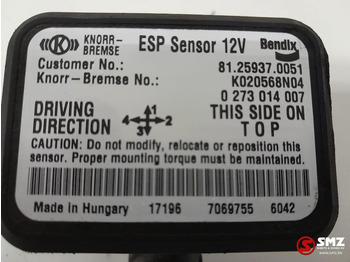 KNORR-BREMSE ESP Sensor 12V Bendix
Customer No.: 81.25937.0051
Knorr-Bremse No.: K020568N04
0 273 014 007
DRIVING DIRECTION
1
4 2
3
THIS SIDE ON TOP
CAUTION: Do not modify, relocate or reposition this
sensor. Proper mounting torque must be maintained.
Made in Hungary 17196 7069755 6042
SMZ